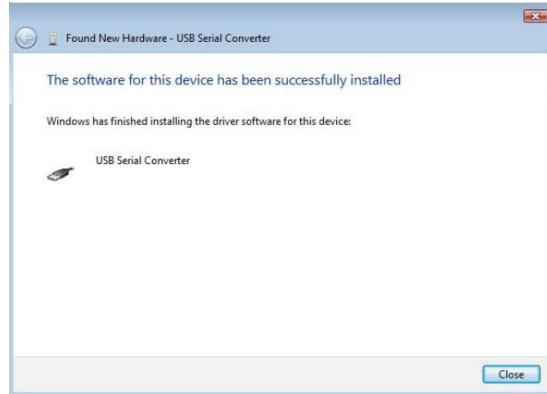 Found New Hardware - USB Serial Converter
The software for this device has been successfully installed
Windows has finished installing the driver software for this device:
USB Serial Converter
Close